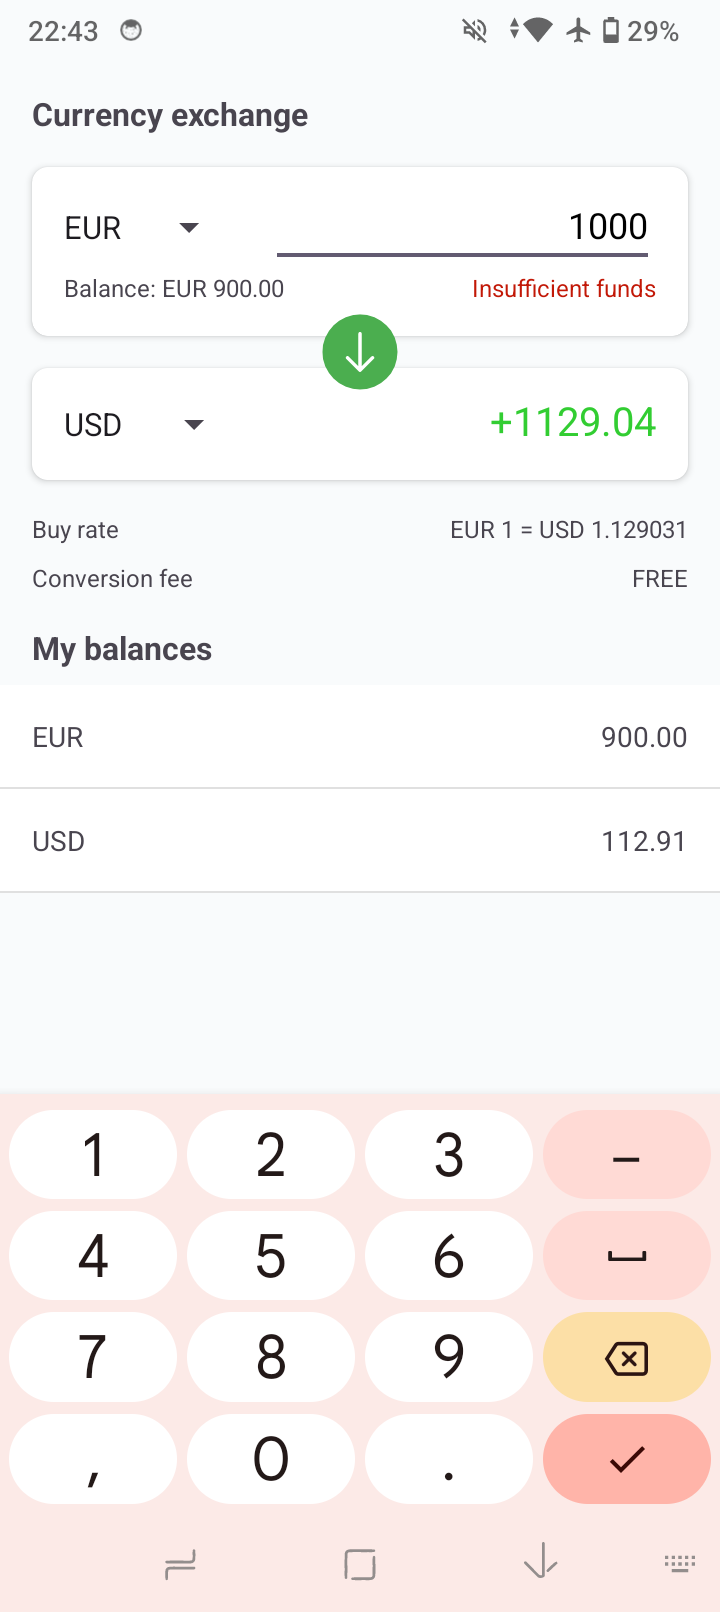 22:43 29%
Currency exchange
EUR 1000
Balance: EUR 900.00 Insufficient funds
USD +1129.04
Buy rate EUR 1 = USD 1.129031
Conversion fee FREE
My balances
EUR 900.00
USD 112.91
1 2 3 –
4 5 6
7 8 9
, 0 .